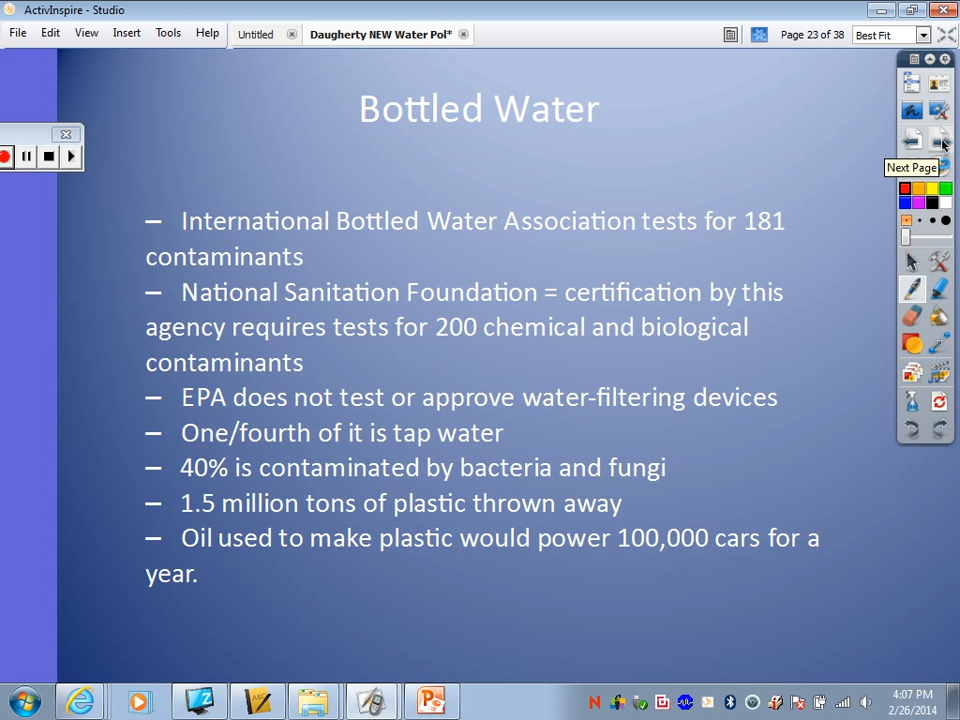 ActivInspire - Studio
File Edit View Insert Tools Help Untitled Daugherty NEW Water Pol* Page 23 of 38 Best Fit
Bottled Water
Next Page
– International Bottled Water Association tests for 181
contaminants
– National Sanitation Foundation = certification by this
agency requires tests for 200 chemical and biological
contaminants
– EPA does not test or approve water-filtering devices
– One/fourth of it is tap water
– 40% is contaminated by bacteria and fungi
– 1.5 million tons of plastic thrown away
– Oil used to make plastic would power 100,000 cars for a
year.
4:07 PM
2/26/2014